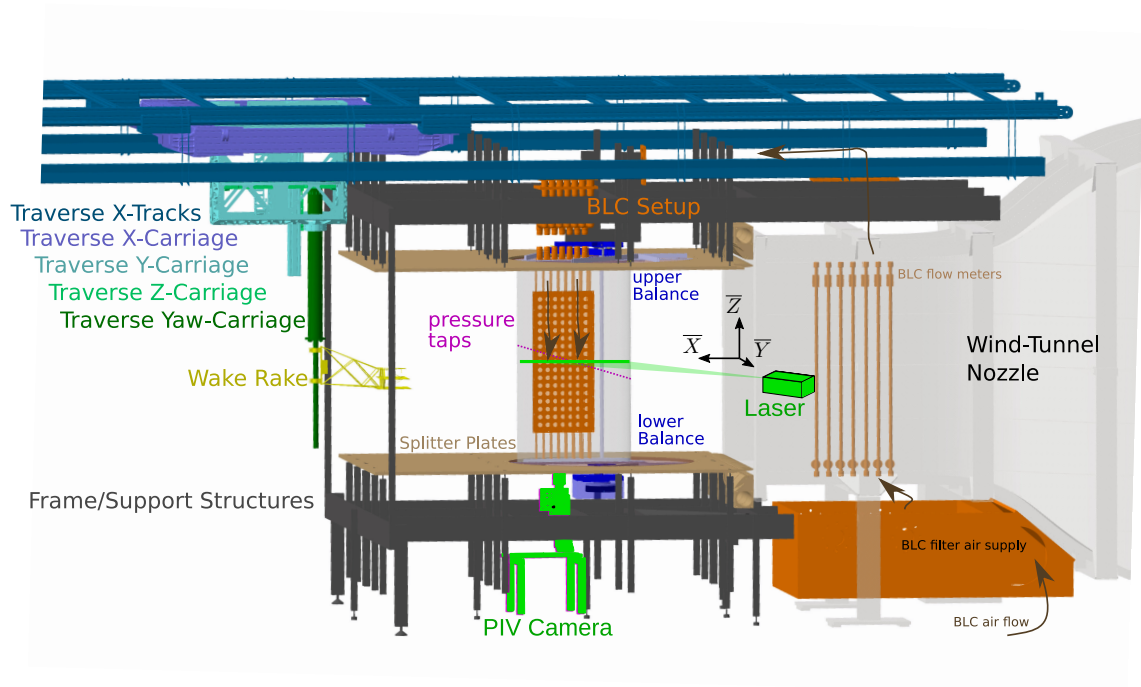 Traverse X-Tracks
Traverse X-Carriage
Traverse Y-Carriage
Traverse Z-Carriage
Traverse Yaw-Carriage
Wake Rake
Frame/Support Structures
BLC Setup
upper
Balance
pressure
taps
Z
X
Y
Laser
lower
Balance
Splitter Plates
PIV Camera
BLC flow meters
Wind-Tunnel
Nozzle
BLC filter air supply
BLC air flow